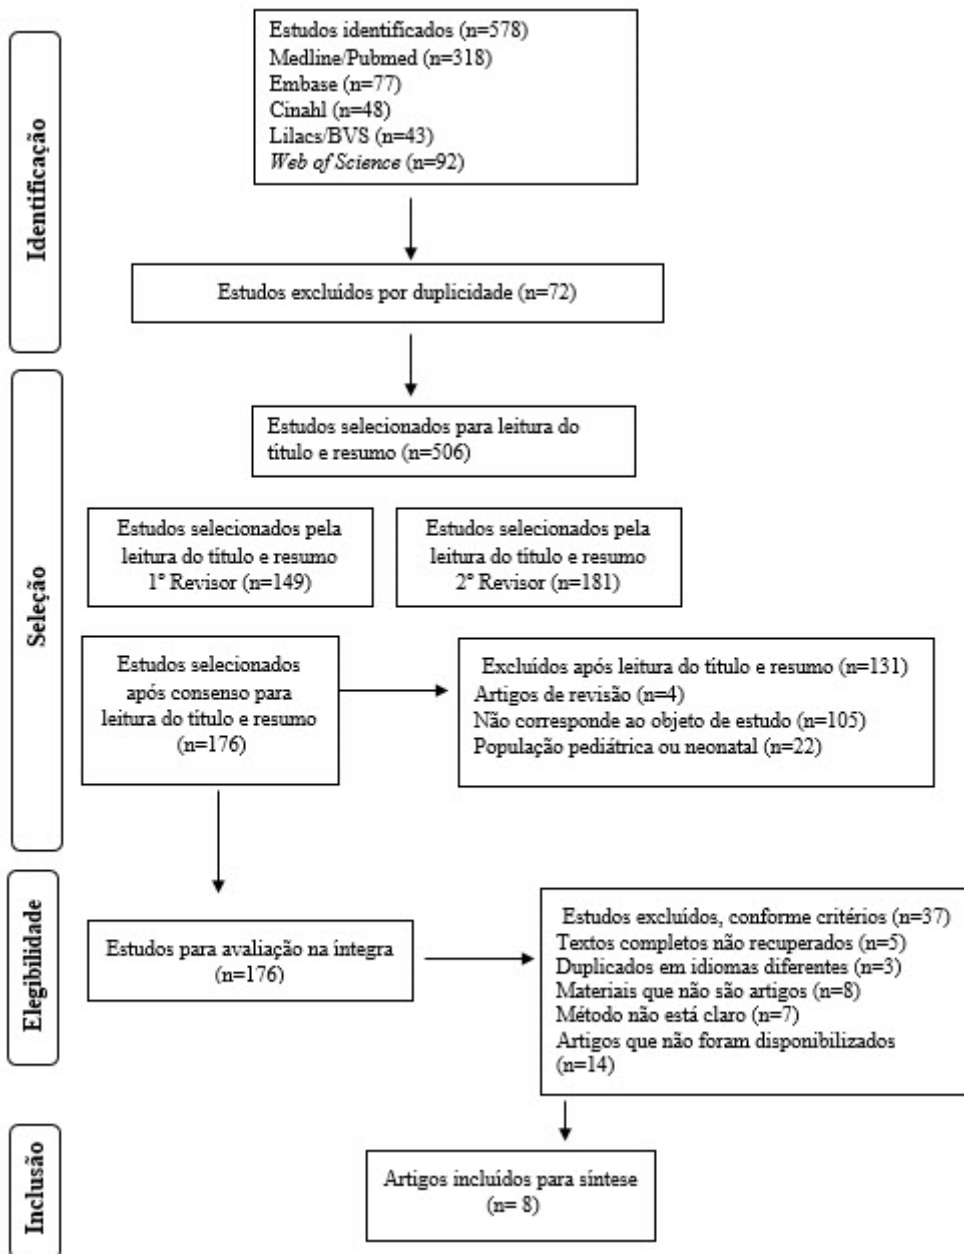 Identificação
Estudos identificados (n=578)
Medline/Pubmed (n=318)
Embase (n=77)
Cinahl (n=48)
Lilacs/BVS (n=43)
Web of Science (n=92)
Estudos excluídos por duplicidade (n=72)
Seleção
Estudos selecionados para leitura do
título e resumo (n=506)
Estudos selecionados pela
leitura do título e resumo
1° Revisor (n=149)
Estudos selecionados pela
leitura do título e resumo
2° Revisor (n=181)
Estudos selecionados
após consenso para
leitura do título e resumo
(n=176)
Excluídos após leitura do título e resumo (n=131)
Artigos de revisão (n=4)
Não corresponde ao objeto de estudo (n=105)
População pediátrica ou neonatal (n=22)
Elegibilidade
Estudos para avaliação na íntegra
(n=176)
Estudos excluídos, conforme critérios (n=37)
Textos completos não recuperados (n=5)
Duplicados em idiomas diferentes (n=3)
Materiais que não são artigos (n=8)
Método não está claro (n=7)
Artigos que não foram disponibilizados
(n=14)
Inclusão
Artigos incluídos para síntese
(n= 8)